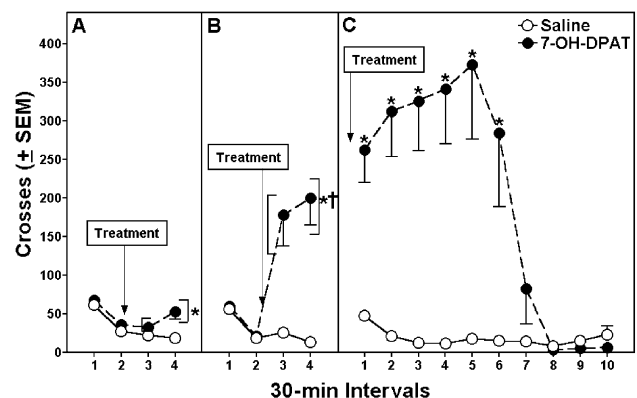 A
B
C
Saline
7-OH-DPAT
Crosses (± SEM)
400
350
300
250
200
150
100
50
0
Treatment
Treatment
Treatment
*
*†
* * * * * *
1 2 3 4
1 2 3 4
1 2 3 4 5 6 7 8 9 10
30-min Intervals